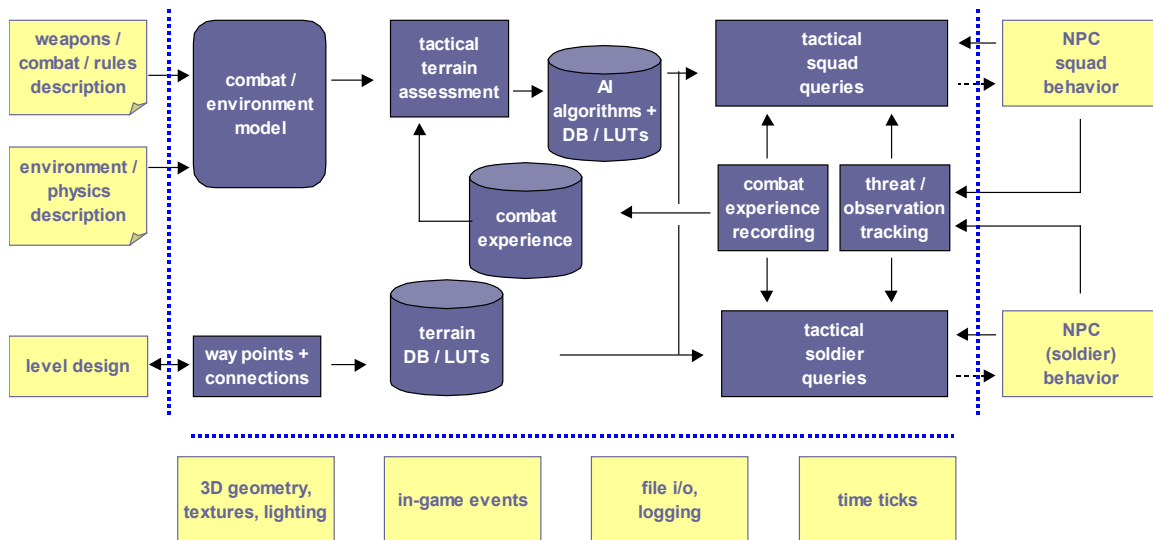 weapons /
combat / rules
description
environment /
physics
description
level design
combat /
environment
model
way points +
connections
tactical
terrain
assessment
AI
algorithms +
DB / LUTs
combat
experience
terrain
DB / LUTs
tactical
squad
queries
combat
experience
recording
threat /
observation
tracking
tactical
soldier
queries
NPC
squad
behavior
NPC
(soldier)
behavior
3D geometry,
textures, lighting
in-game events
file i/o,
logging
time ticks